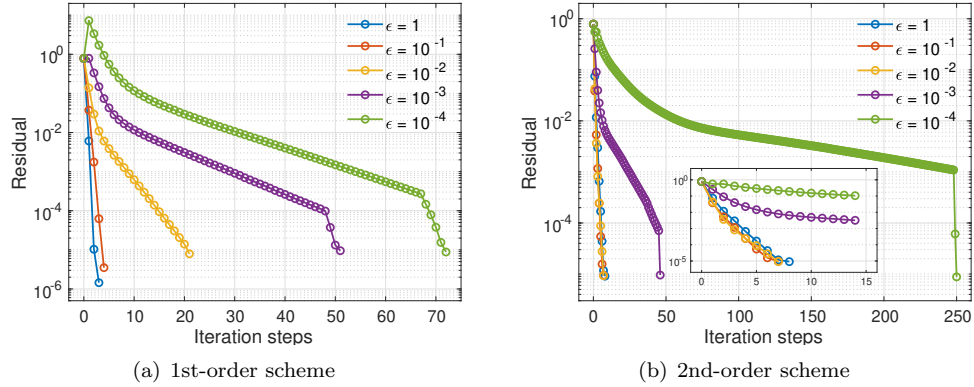 10^0
10^-2
10^-4
10^-6
Residual
0 10 20 30 40 50 60 70
Iteration steps
ϵ = 1
ϵ = 10^-1
ϵ = 10^-2
ϵ = 10^-3
ϵ = 10^-4
(a) 1st-order scheme
10^0
10^-2
10^-4
Residual
0 50 100 150 200 250
Iteration steps
ϵ = 1
ϵ = 10^-1
ϵ = 10^-2
ϵ = 10^-3
ϵ = 10^-4
10^0
10^-5
0 5 10 15
(b) 2nd-order scheme